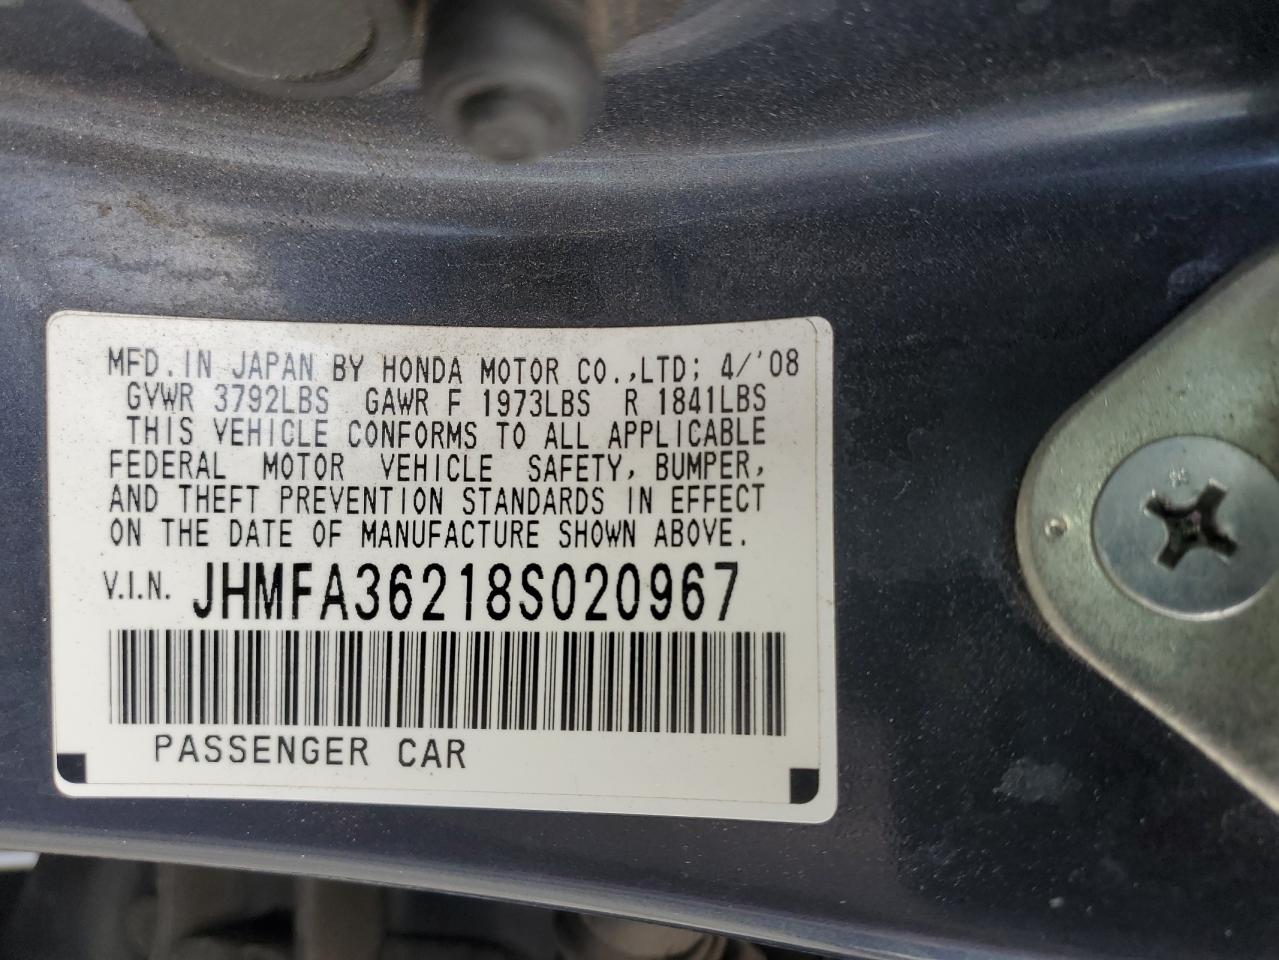 MFD. IN JAPAN BY HONDA MOTOR CO.,LTD; 4/'08
GVWR 3792LBS GAWR F 1973LBS R 1841LBS
THIS VEHICLE CONFORMS TO ALL APPLICABLE
FEDERAL MOTOR VEHICLE SAFETY, BUMPER,
AND THEFT PREVENTION STANDARDS IN EFFECT
ON THE DATE OF MANUFACTURE SHOWN ABOVE.
V.I.N. JHMFA36218S020967
PASSENGER CAR